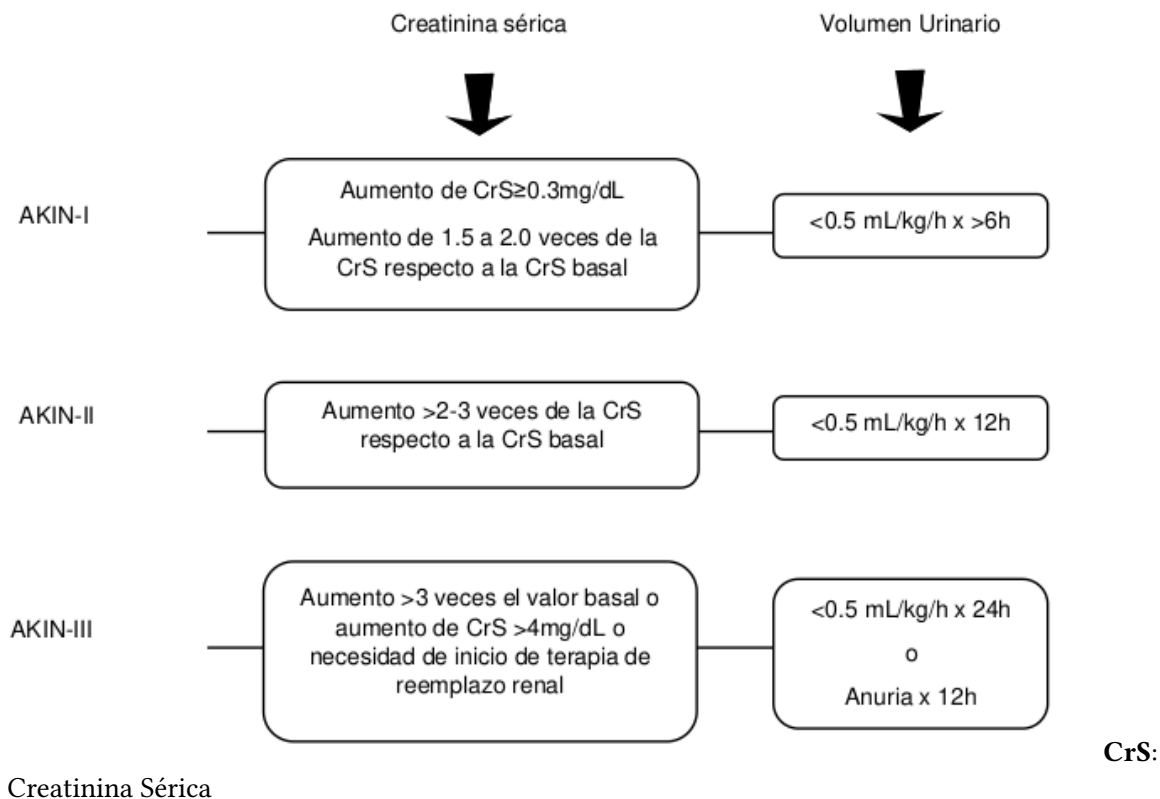 Creatinina sérica
Volumen Urinario
AKIN-I
Aumento de CrS≥0.3mg/dL
Aumento de 1.5 a 2.0 veces de la
CrS respecto a la CrS basal
<0.5 mL/kg/h x >6h
AKIN-II
Aumento >2-3 veces de la CrS
respecto a la CrS basal
<0.5 mL/kg/h x 12h
AKIN-III
Aumento >3 veces el valor basal o
aumento de CrS >4mg/dL o
necesidad de inicio de terapia de
reemplazo renal
<0.5 mL/kg/h x 24h
o
Anuria x 12h
CrS:
Creatinina Sérica